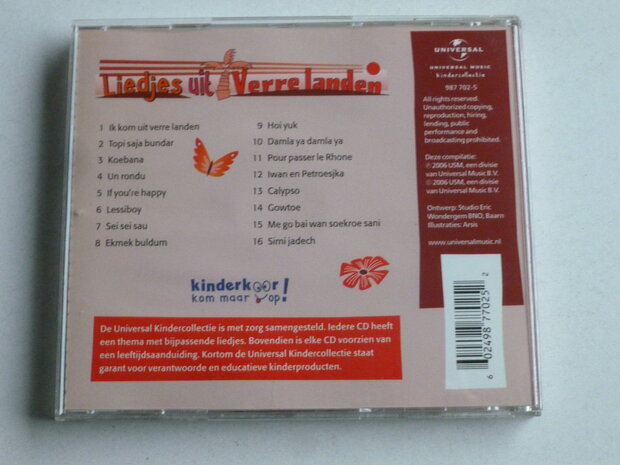 Liedjes uit Verre landen
1 Ik kom uit verre landen
2 Topi saja bundar
3 Koebana
4 Un rondu
5 If you're happy
6 Lessiboy
7 Sei sei sau
8 Ekmek buldum
9 Hoi yuk
10 Damla ya damla ya
11 Pour passer le Rhone
12 Iwan en Petroesjka
13 Calypso
14 Gowtoe
15 Me go bai wan soekroe sani
16 Simi jadech
kinderkoor
kom maar op!
De Universal Kindercollectie is met zorg samengesteld. Iedere CD heeft
een thema met bijpassende liedjes. Bovendien is elke CD voorzien van
een leeftijdsaanduiding. Kortom de Universal Kindercollectie staat
garant voor verantwoorde en educatieve kinderproducten.
UNIVERSAL
UNIVERSAL MUSIC
kindercollectie
987 702-5
All rights reserved.
Unauthorized copying,
reproduction, hiring,
lending, public
performance and
broadcasting prohibited.
Deze compilatie:
℗ 2006 USM, een divisie
van Universal Music B.V.
© 2006 USM, een divisie
van Universal Music B.V.
Ontwerp: Studio Eric
Wondergem BNO, Baarn
Illustraties: Arsis
www.universalmusic.nl
6 02498 77025 2